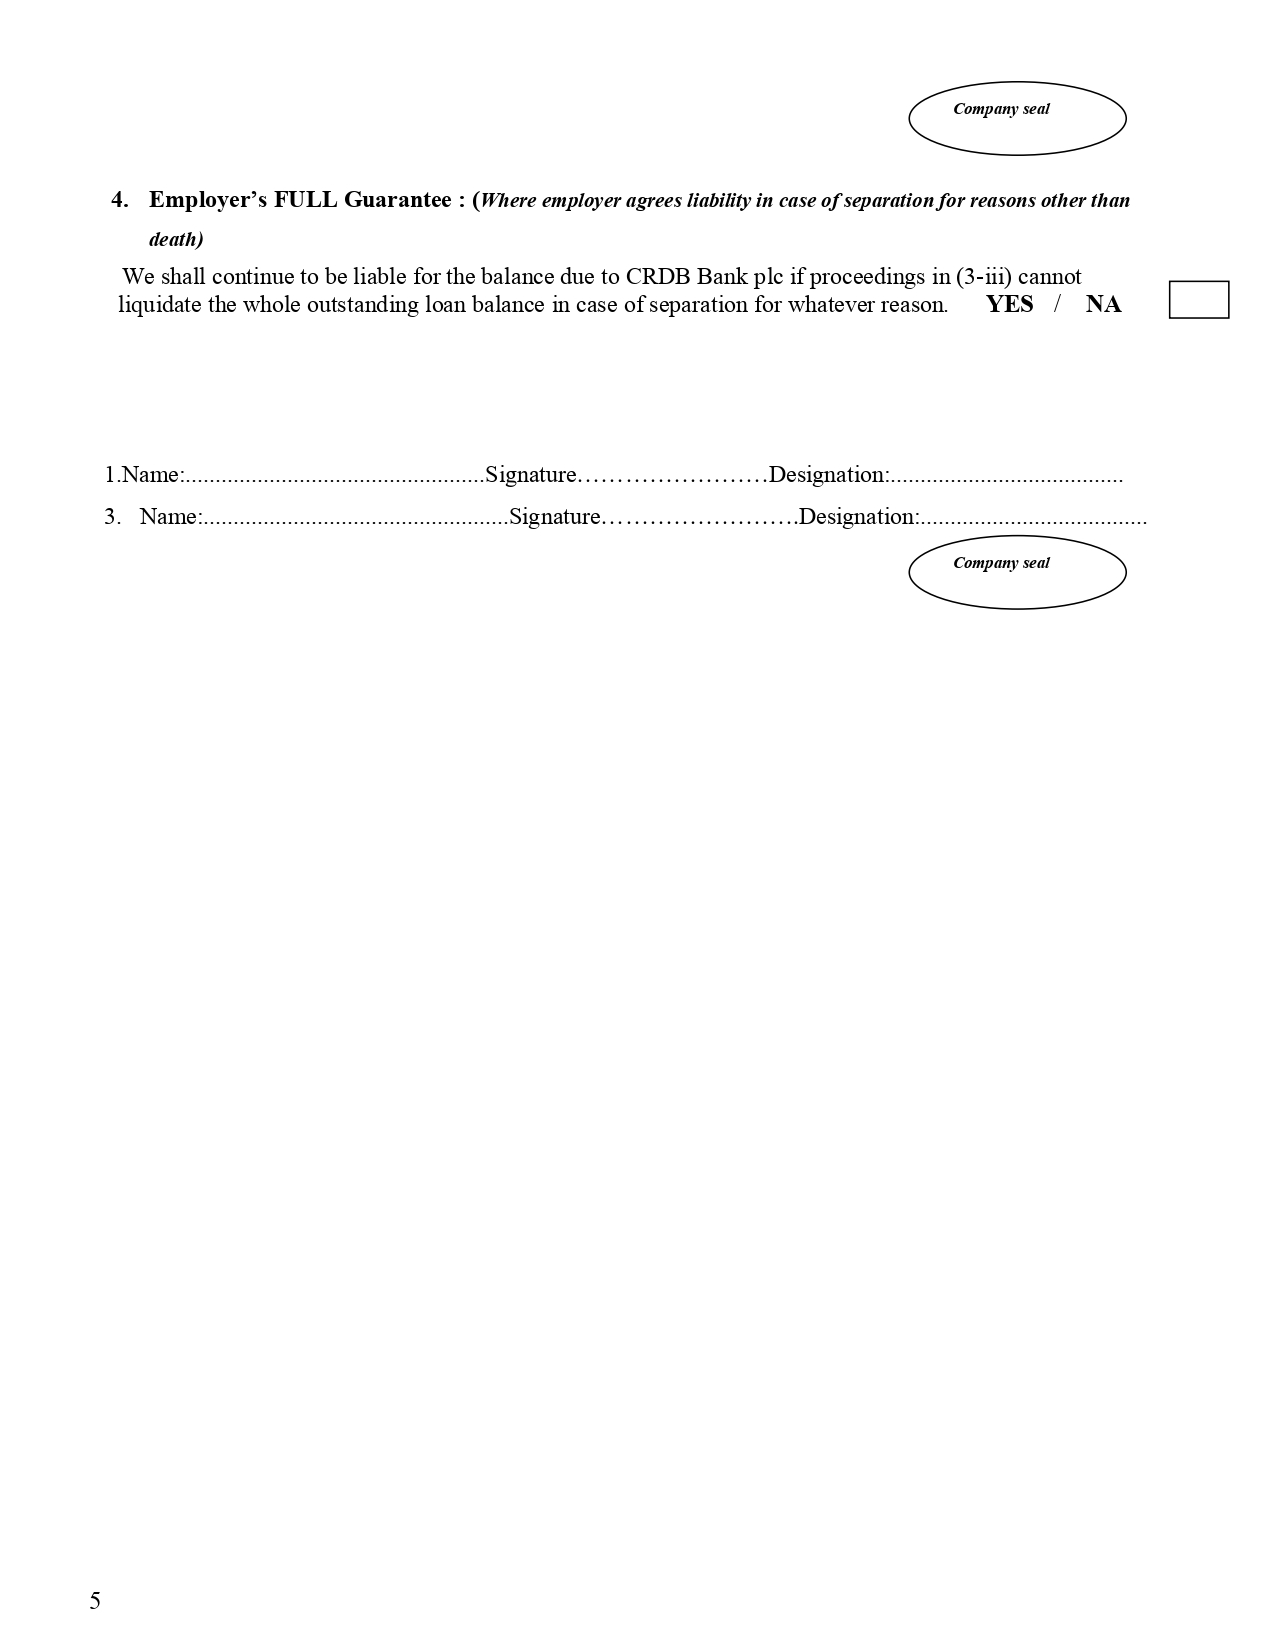 Company seal
4. Employer’s FULL Guarantee : (Where employer agrees liability in case of separation for reasons other than
death)
We shall continue to be liable for the balance due to CRDB Bank plc if proceedings in (3-iii) cannot
liquidate the whole outstanding loan balance in case of separation for whatever reason. YES / NA
1.Name:..................................................Signature……………………Designation:.......................................
3. Name:...................................................Signature…………………….Designation:......................................
Company seal
5